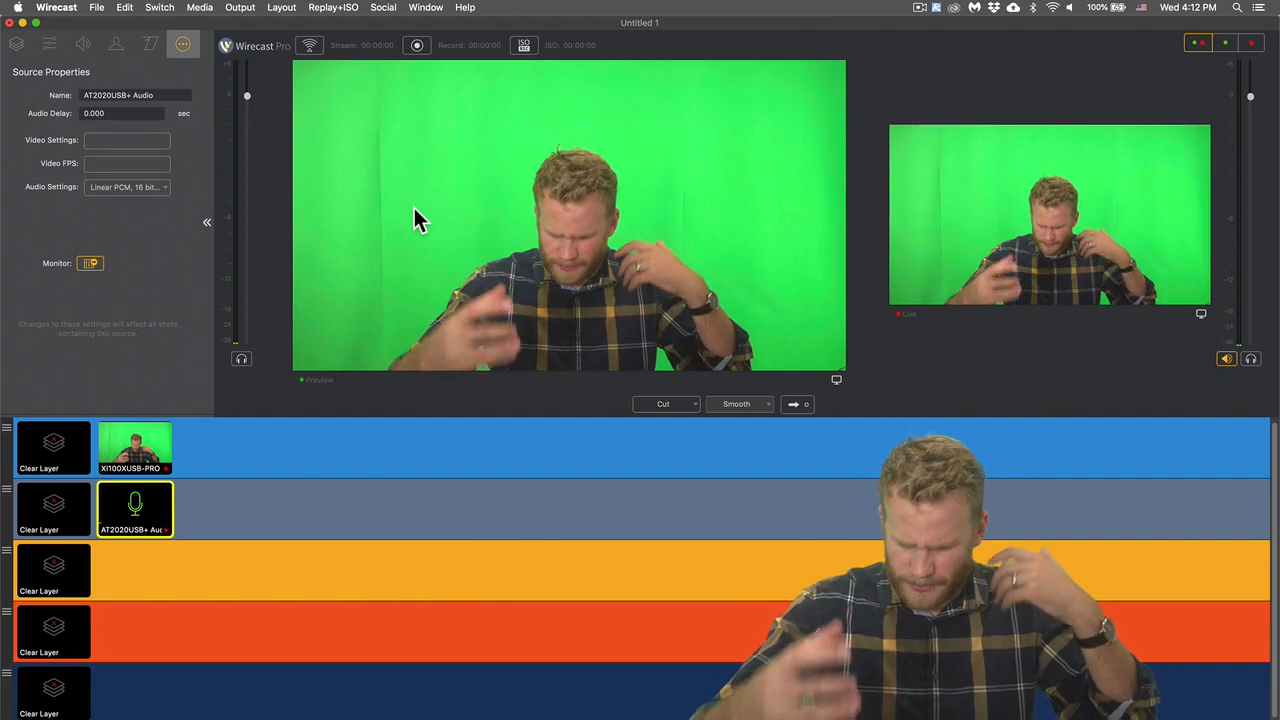 Wirecast File Edit Switch Media Output Layout Replay+ISO Social Window Help 100% Wed 4:12 PM
Untitled 1
Wirecast Pro Stream: 00:00:00 Record: 00:00:00 ISO REC ISO: 00:00:00
Source Properties
Name: AT2020USB+ Audio
Audio Delay: 0.000 sec
Video Settings:
Video FPS:
Audio Settings: Linear PCM, 16 bit...
Monitor:
Changes to these settings will affect all shots
containing this source.
Preview
Live
Cut Smooth
Clear Layer XI100XUSB-PRO
Clear Layer AT2020USB+ Auc
Clear Layer
Clear Layer
Clear Layer